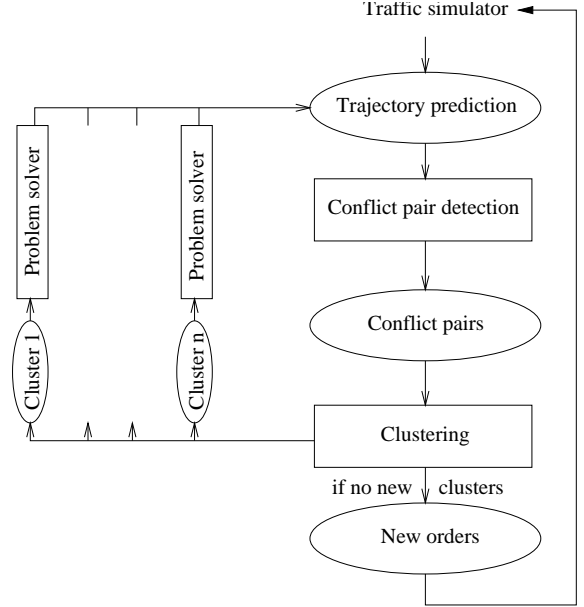 Traffic simulator
Trajectory prediction
Problem solver
Problem solver
Conflict pair detection
Conflict pairs
Cluster 1
Cluster n
Clustering
if no new clusters
New orders